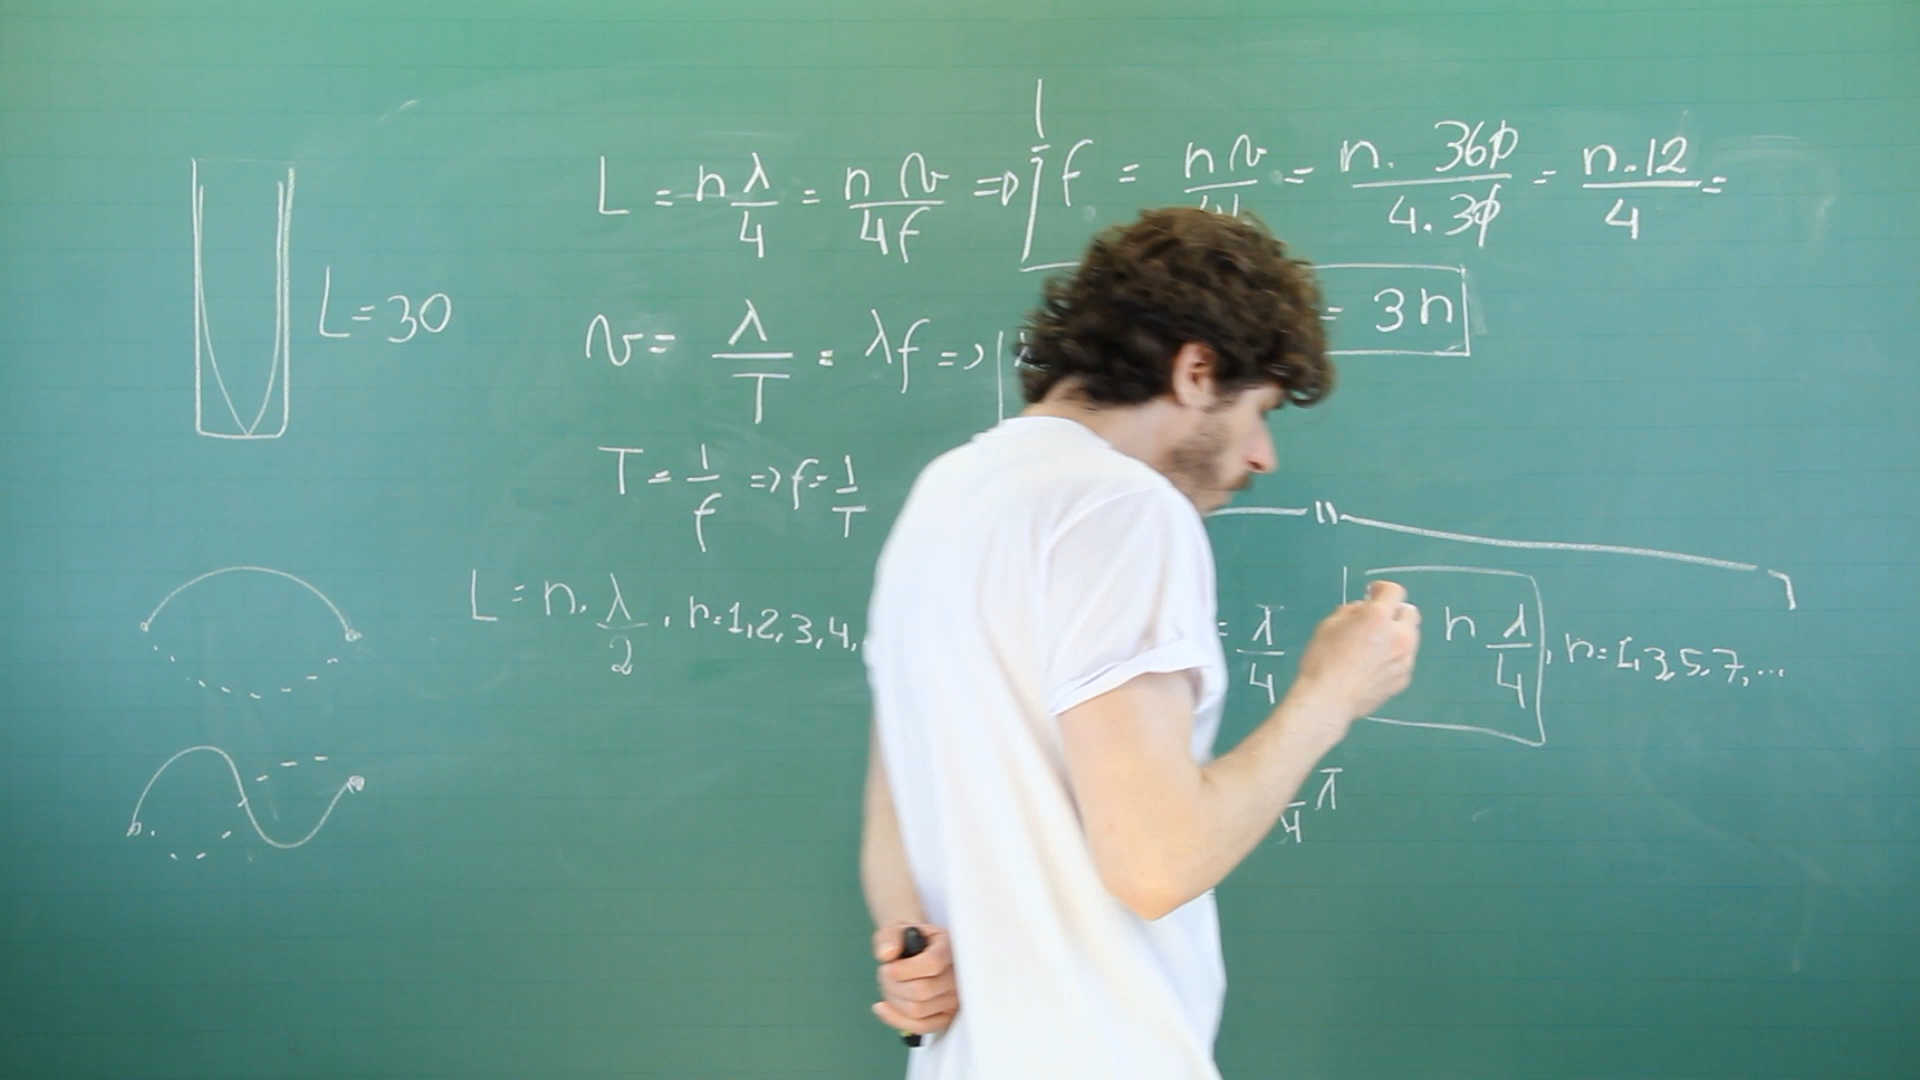 L = n λ/4 = n v/4f => f = n v = n. 360/4.30 = n.12/4 =
= 3n
L=30
v = λ/T = λf =>
T = 1/f => f = 1/T
L = n. λ/2, n=1,2,3,4,
= λ/4
n λ/4, n=1,3,5,7,...
4 λ